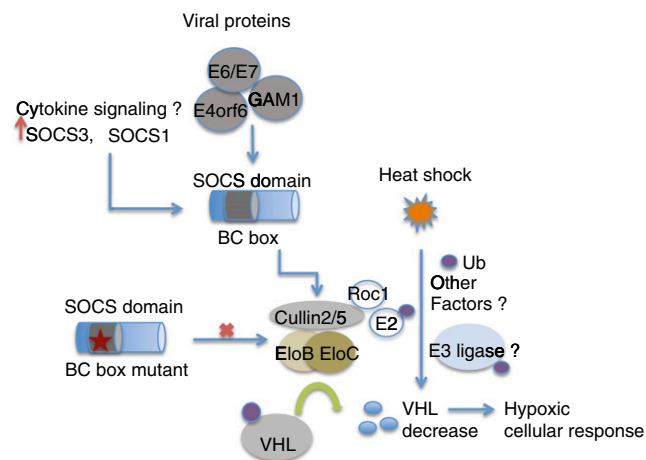 Viral proteins
E6/E7
E4orf6
GAM1
Cytokine signaling ?
SOCS3, SOCS1
SOCS domain
BC box
Heat shock
Ub
Other
Factors ?
E3 ligase ?
SOCS domain
BC box mutant
Roc1
Cullin2/5
E2
EloB EloC
VHL
VHL
decrease
Hypoxic
cellular response